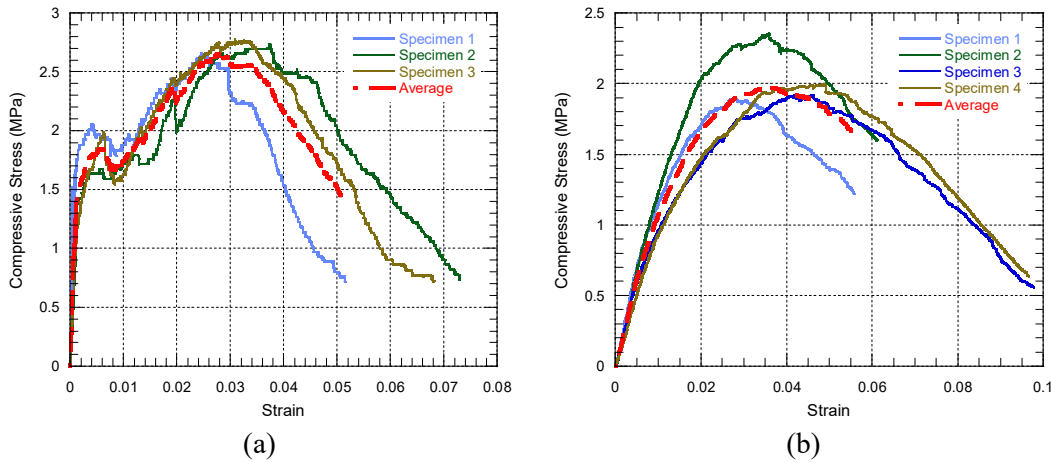 3
2.5
2
1.5
1
0.5
0
0
0.01
0.02
0.03
0.04
0.05
0.06
0.07
0.08
Compressive Stress (MPa)
Strain
Specimen 1
Specimen 2
Specimen 3
Average
(a)
2.5
2
1.5
1
0.5
0
0
0.02
0.04
0.06
0.08
0.1
Compressive Stress (MPa)
Strain
Specimen 1
Specimen 2
Specimen 3
Specimen 4
Average
(b)